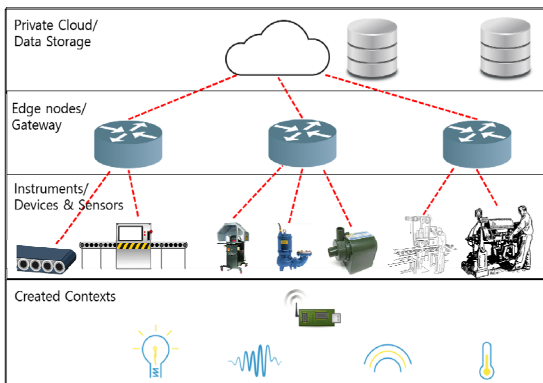 Private Cloud/
Data Storage
Edge nodes/
Gateway
Instruments/
Devices & Sensors
Created Contexts